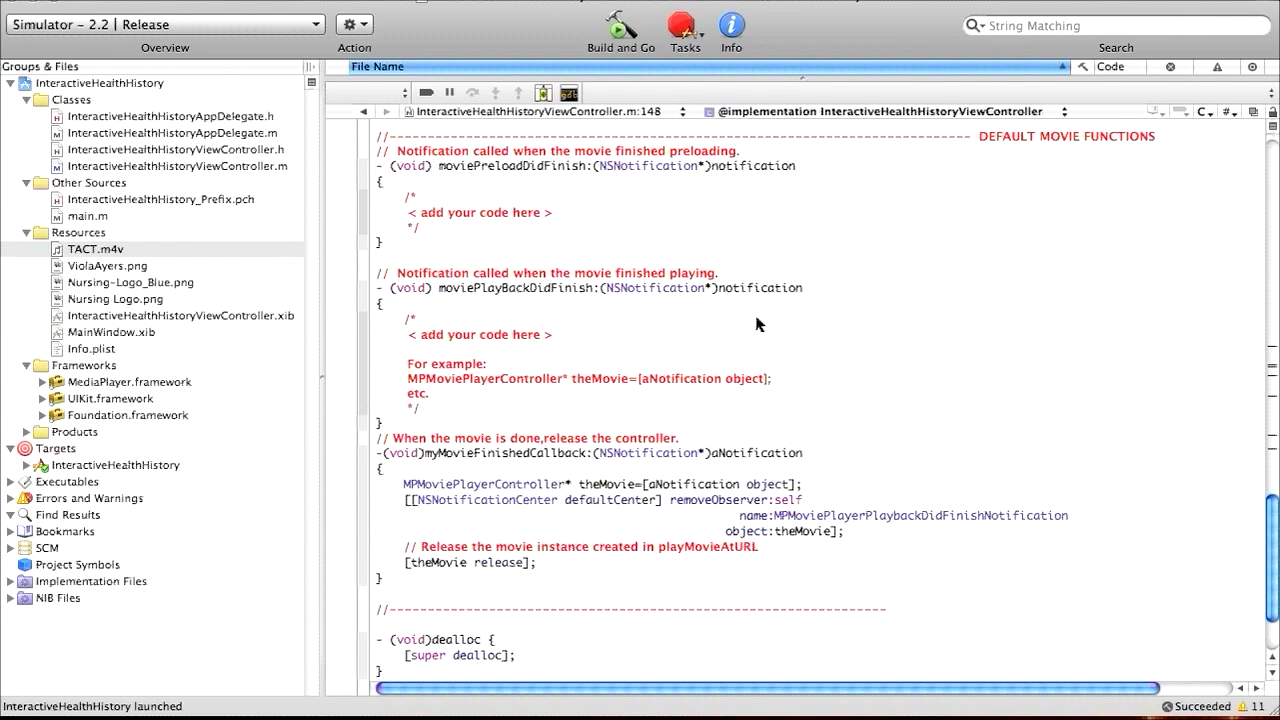 Simulator - 2.2 | Release
Overview
Action
Build and Go
Tasks
Info
String Matching
Search
Groups & Files
InteractiveHealthHistory
Classes
InteractiveHealthHistoryAppDelegate.h
InteractiveHealthHistoryAppDelegate.m
InteractiveHealthHistoryViewController.h
InteractiveHealthHistoryViewController.m
Other Sources
InteractiveHealthHistory_Prefix.pch
main.m
Resources
TACT.m4v
ViolaAyers.png
Nursing-Logo_Blue.png
Nursing Logo.png
InteractiveHealthHistoryViewController.xib
MainWindow.xib
Info.plist
Frameworks
MediaPlayer.framework
UIKit.framework
Foundation.framework
Products
Targets
InteractiveHealthHistory
Executables
Errors and Warnings
Find Results
Bookmarks
SCM
Project Symbols
Implementation Files
NIB Files
File Name
Code
InteractiveHealthHistoryViewController.m:148
@implementation InteractiveHealthHistoryViewController
C
#
//----------------------------------------------------------------------------- DEFAULT MOVIE FUNCTIONS
// Notification called when the movie finished preloading.
- (void) moviePreloadDidFinish:(NSNotification*)notification
{
/*
< add your code here >
*/
}
// Notification called when the movie finished playing.
- (void) moviePlayBackDidFinish:(NSNotification*)notification
{
/*
< add your code here >
For example:
MPMoviePlayerController* theMovie=[aNotification object];
etc.
*/
}
// When the movie is done,release the controller.
-(void)myMovieFinishedCallback:(NSNotification*)aNotification
{
MPMoviePlayerController* theMovie=[aNotification object];
[[NSNotificationCenter defaultCenter] removeObserver:self
name:MPMoviePlayerPlaybackDidFinishNotification
object:theMovie];
// Release the movie instance created in playMovieAtURL
[theMovie release];
}
//------------------------------------------------------------------
- (void)dealloc {
[super dealloc];
}
InteractiveHealthHistory launched
Succeeded
11